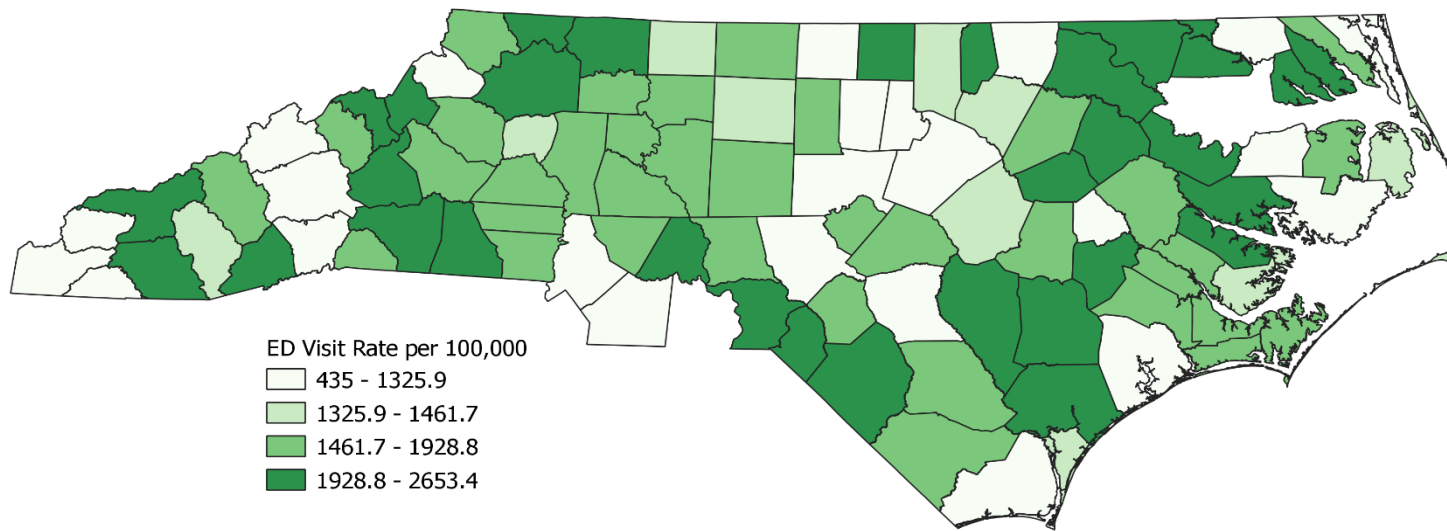 ED Visit Rate per 100,000
435 - 1325.9
1325.9 - 1461.7
1461.7 - 1928.8
1928.8 - 2653.4